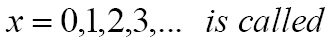 x = 0,1,2,3,... is called